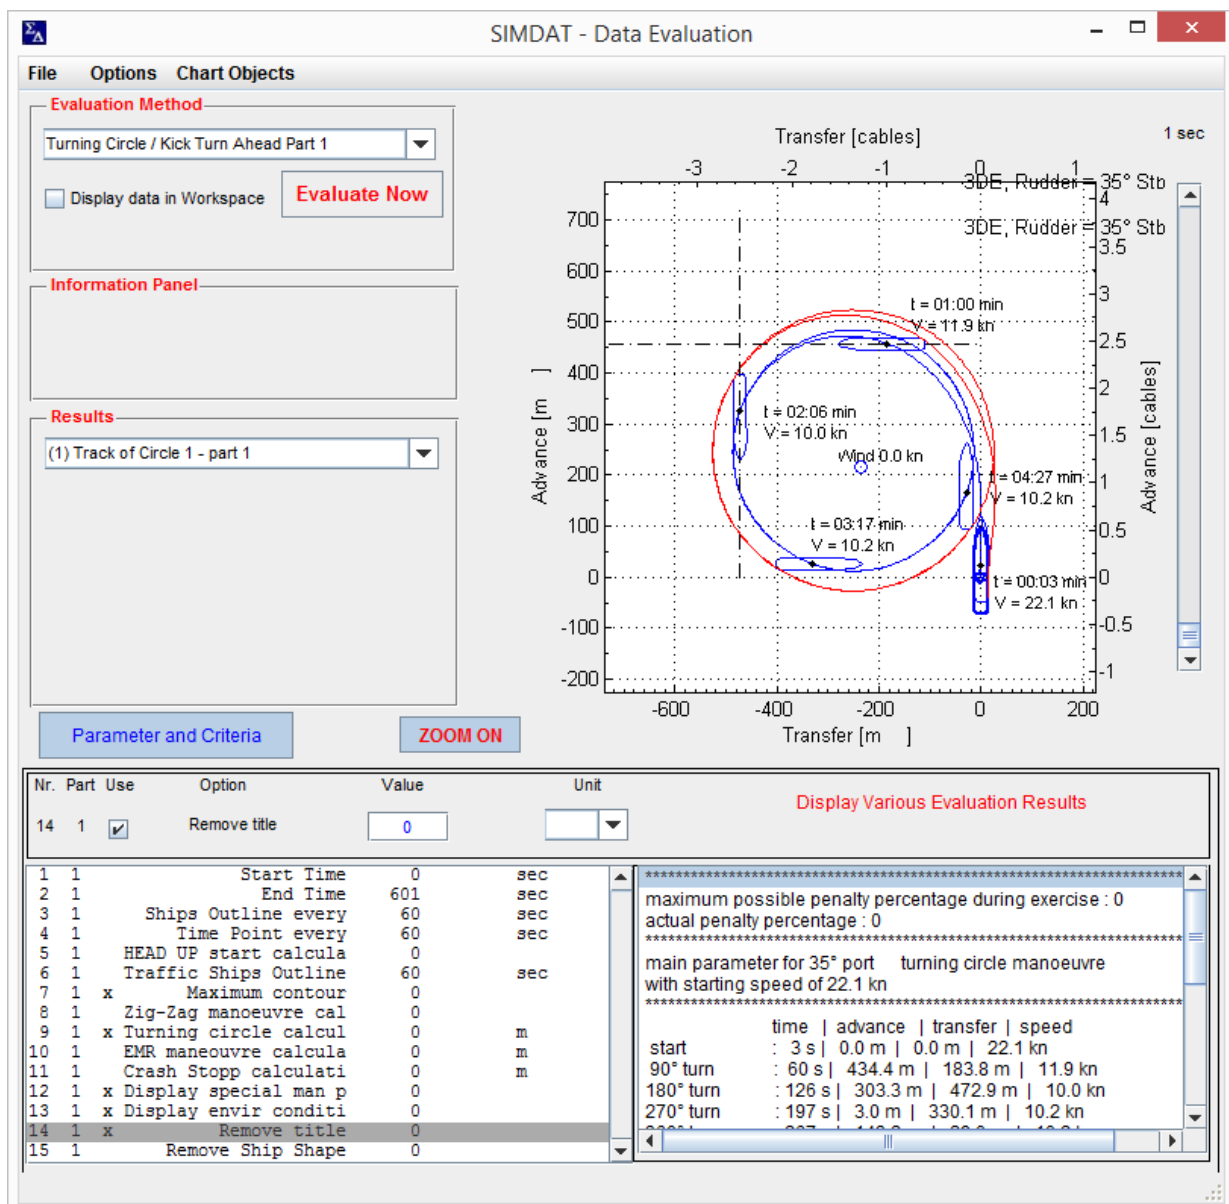 SIMDAT - Data Evaluation
File Options Chart Objects
Evaluation Method
Turning Circle / Kick Turn Ahead Part 1
Display data in Workspace
Evaluate Now
Information Panel
Results
(1) Track of Circle 1 - part 1
Parameter and Criteria
ZOOM ON
1 sec
Transfer [cables]
-3 -2 -1 0 1
3DE, Rudder = 35° Stb
3DE, Rudder = 35° Stb
700
600
500
400
300
200
100
0
-100
-200
Advance [m ]
4
3.5
3
2.5
2
1.5
1
0.5
0
-0.5
-1
Advance [cables]
t = 01:00 min
V = 11.9 kn
t = 02:06 min
V = 10.0 kn
Wind 0.0 kn
t = 04:27 min
V = 10.2 kn
t = 03:17 min
V = 10.2 kn
t = 00:03 min
V = 22.1 kn
-600 -400 -200 0 200
Transfer [m ]
Nr. Part Use Option Value Unit
14 1 Remove title 0
Display Various Evaluation Results
1 1 Start Time 0 sec
2 1 End Time 601 sec
3 1 Ships Outline every 60 sec
4 1 Time Point every 60 sec
5 1 HEAD UP start calcula 0
6 1 Traffic Ships Outline 60 sec
7 1 x Maximum contour 0
8 1 Zig-Zag manoeuvre cal 0
9 1 x Turning circle calcul 0 m
10 1 EMR maneouvre calcula 0 m
11 1 Crash Stopp calculati 0 m
12 1 x Display special man p 0
13 1 x Display envir conditi 0
14 1 x Remove title 0
15 1 Remove Ship Shape 0
maximum possible penalty percentage during exercise : 0
actual penalty percentage : 0
main parameter for 35° port turning circle manoeuvre
with starting speed of 22.1 kn
time | advance | transfer | speed
start : 3 s | 0.0 m | 0.0 m | 22.1 kn
90° turn : 60 s | 434.4 m | 183.8 m | 11.9 kn
180° turn : 126 s | 303.3 m | 472.9 m | 10.0 kn
270° turn : 197 s | 3.0 m | 330.1 m | 10.2 kn